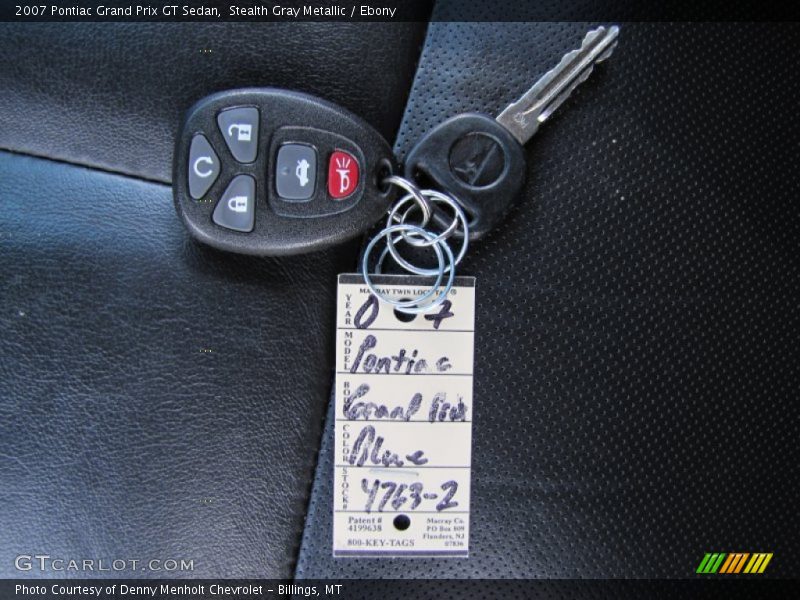 2007 Pontiac Grand Prix GT Sedan, Stealth Gray Metallic / Ebony
MACRAY TWIN LOCK TAG®
YEAR 07
MODEL Pontiac
BODY Grand Prix
COLOR Blue
STOCK# 4763-2
Patent #
4199638
800-KEY-TAGS
Macray Co.
PO Box 809
Flanders, NJ
07836
GTCarLot.com
Photo Courtesy of Denny Menholt Chevrolet – Billings, MT